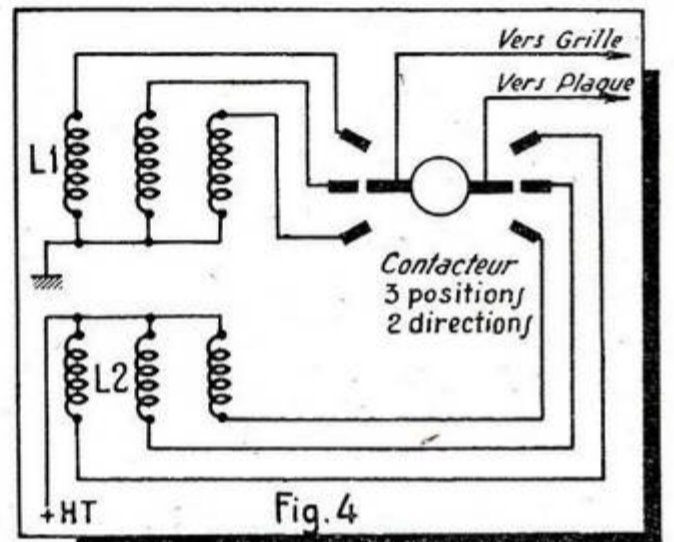 Vers Grille
Vers Plaque
L1
Contacteur
3 positions
2 directions
L2
+HT
Fig. 4